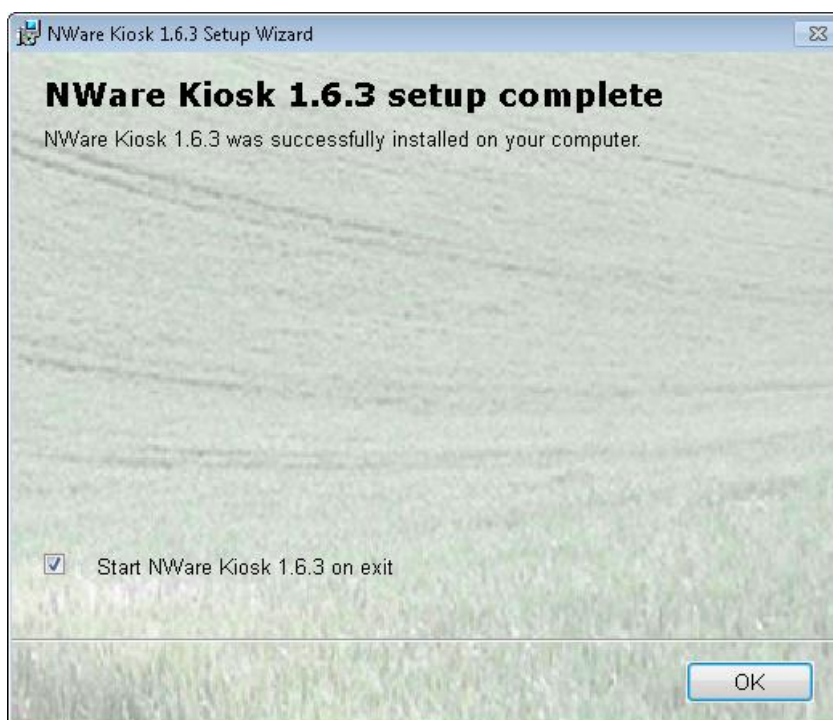 NWare Kiosk 1.6.3 Setup Wizard
NWare Kiosk 1.6.3 setup complete
NWare Kiosk 1.6.3 was successfully installed on your computer.
Start NWare Kiosk 1.6.3 on exit
OK